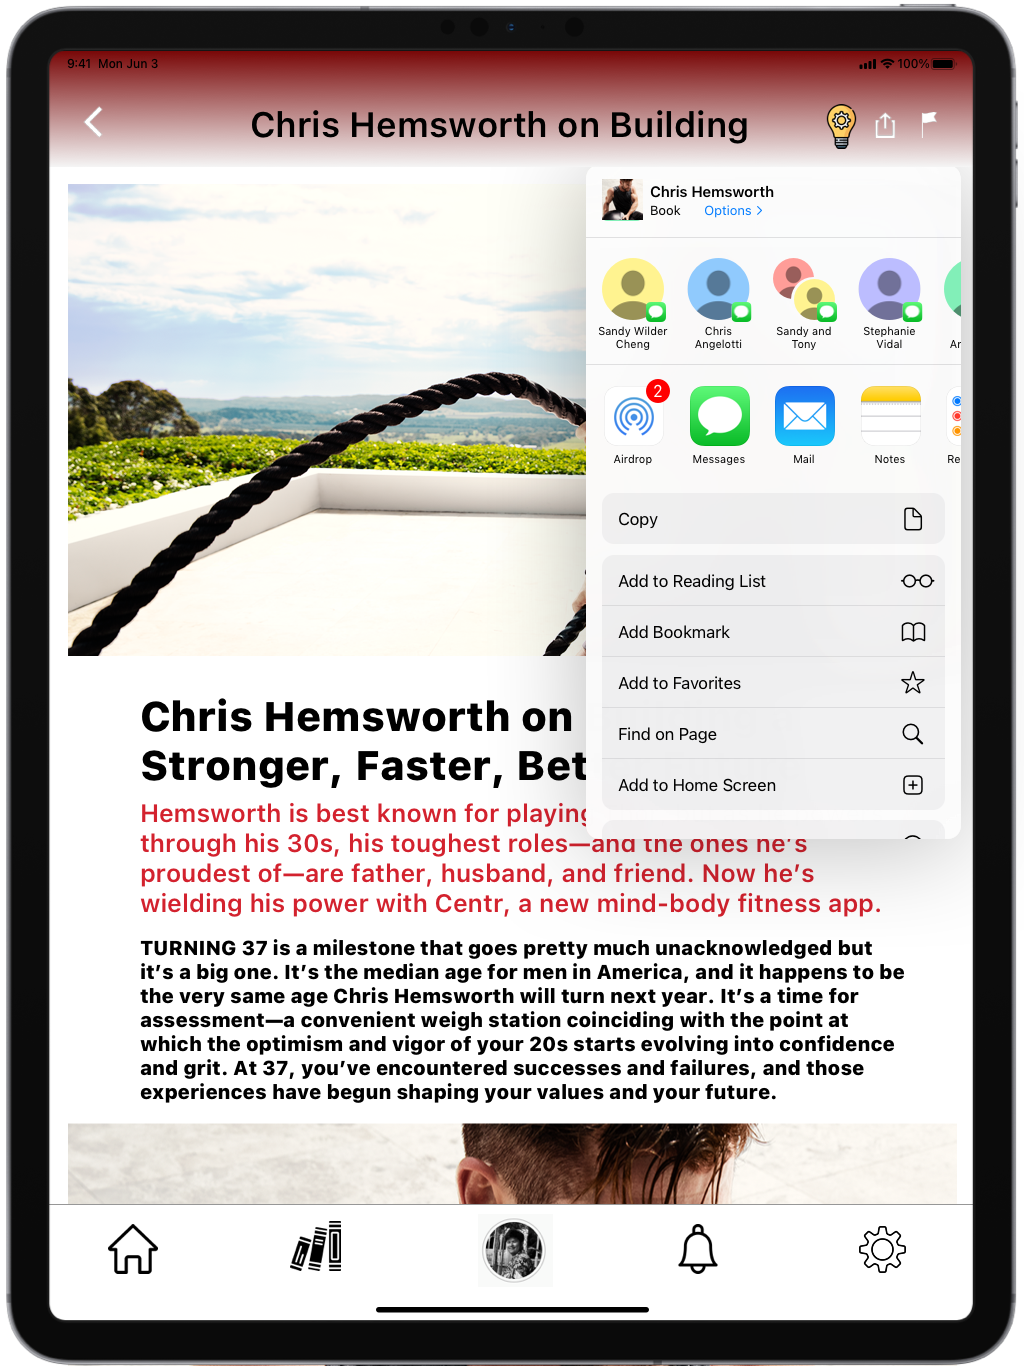 9:41 Mon Jun 3
100%
Chris Hemsworth on Building
Chris Hemsworth
Book Options >
Sandy Wilder
Cheng
Chris
Angelotti
Sandy and
Tony
Stephanie
Vidal
Ar
2
Airdrop
Messages
Mail
Notes
Re
Copy
Add to Reading List
Add Bookmark
Add to Favorites
Find on Page
Add to Home Screen
Chris Hemsworth on
Stronger, Faster, Bet
Hemsworth is best known for playing
through his 30s, his toughest roles—and the ones he's
proudest of—are father, husband, and friend. Now he's
wielding his power with Centr, a new mind-body fitness app.
TURNING 37 is a milestone that goes pretty much unacknowledged but
it's a big one. It's the median age for men in America, and it happens to be
the very same age Chris Hemsworth will turn next year. It's a time for
assessment—a convenient weigh station coinciding with the point at
which the optimism and vigor of your 20s starts evolving into confidence
and grit. At 37, you've encountered successes and failures, and those
experiences have begun shaping your values and your future.